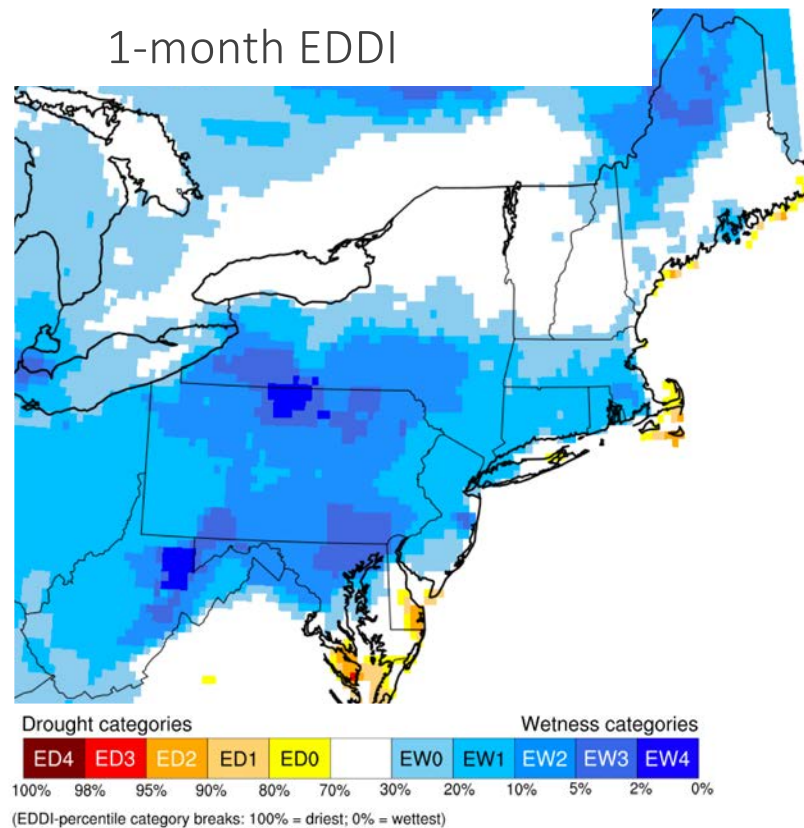 1-month EDDI
Drought categories Wetness categories
ED4 ED3 ED2 ED1 ED0 EW0 EW1 EW2 EW3 EW4
100% 98% 95% 90% 80% 70% 30% 20% 10% 5% 2% 0%
(EDDI-percentile category breaks: 100% = driest; 0% = wettest)